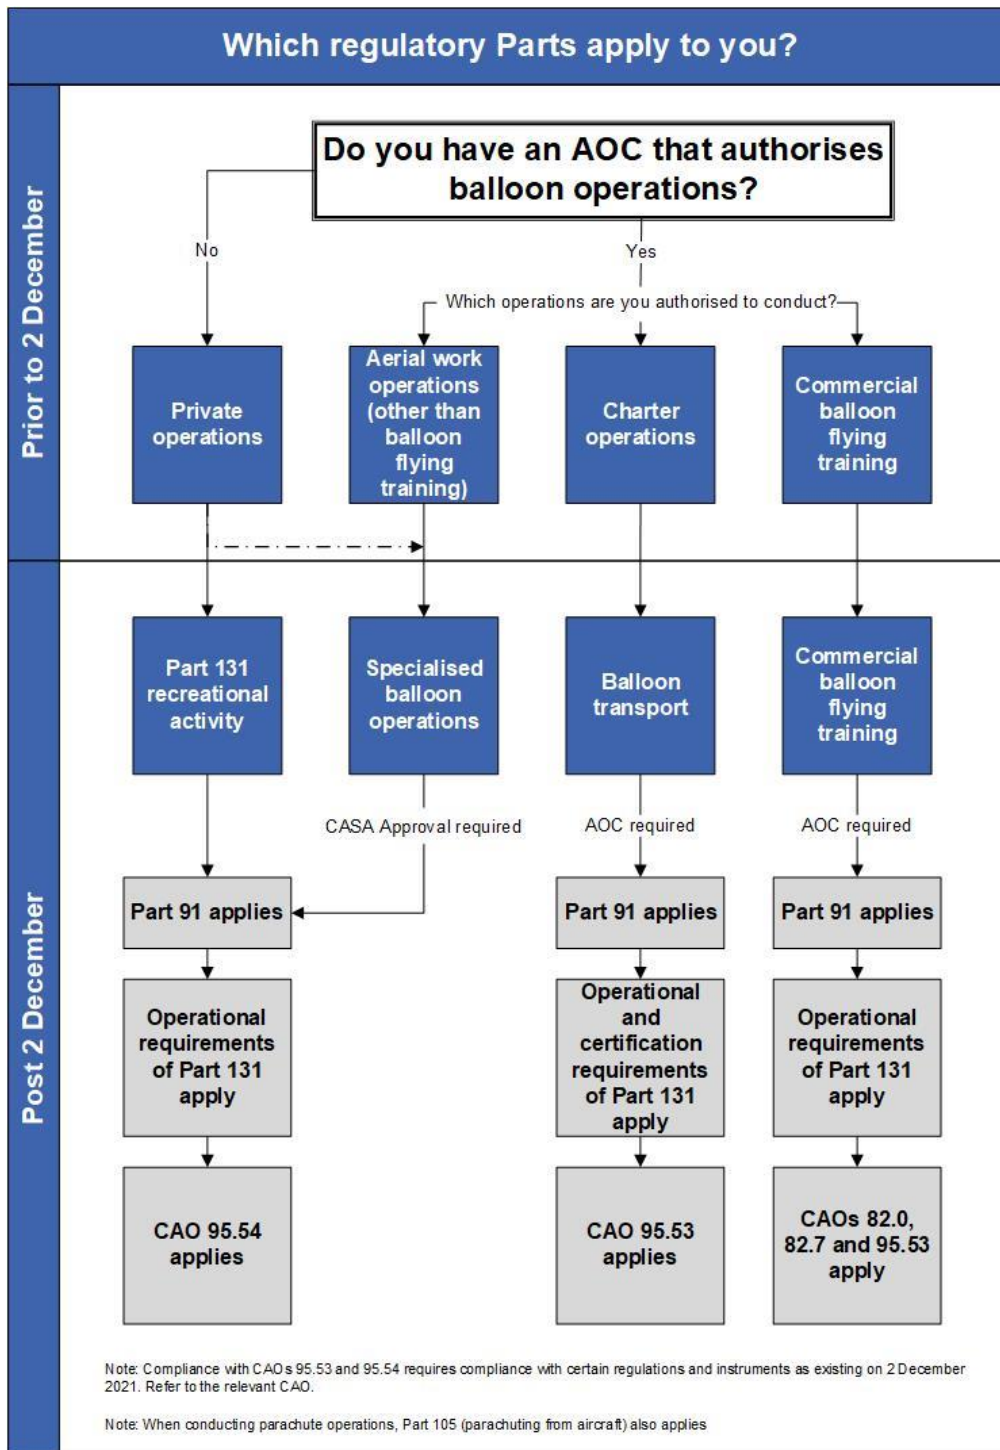 Which regulatory Parts apply to you?
Prior to 2 December
Do you have an AOC that authorises
balloon operations?
No
Yes
Which operations are you authorised to conduct?
Private
operations
Aerial work
operations
(other than
balloon
flying
training)
Charter
operations
Commercial
balloon
flying
training
Post 2 December
Part 131
recreational
activity
Specialised
balloon
operations
Balloon
transport
Commercial
balloon
flying
training
CASA Approval required
AOC required
AOC required
Part 91 applies
Part 91 applies
Part 91 applies
Operational
requirements
of Part 131
apply
Operational
and
certification
requirements
of Part 131
apply
Operational
requirements
of Part 131
apply
CAO 95.54
applies
CAO 95.53
applies
CAOs 82.0,
82.7 and 95.53
apply
Note: Compliance with CAOs 95.53 and 95.54 requires compliance with certain regulations and instruments as existing on 2 December
2021. Refer to the relevant CAO.
Note: When conducting parachute operations, Part 105 (parachuting from aircraft) also applies